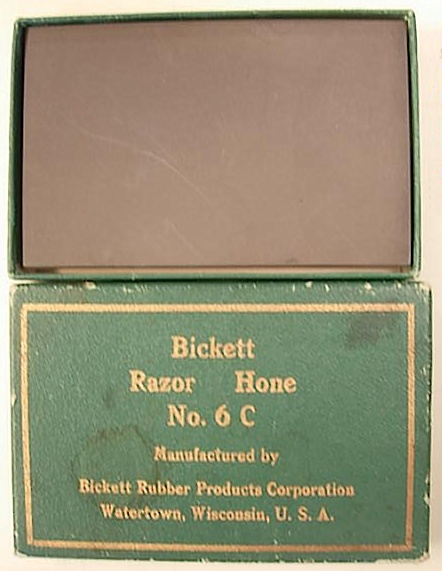 Bickett
Razor Hone
No. 6 C
Manufactured by
Bickett Rubber Products Corporation
Watertown, Wisconsin, U. S. A.